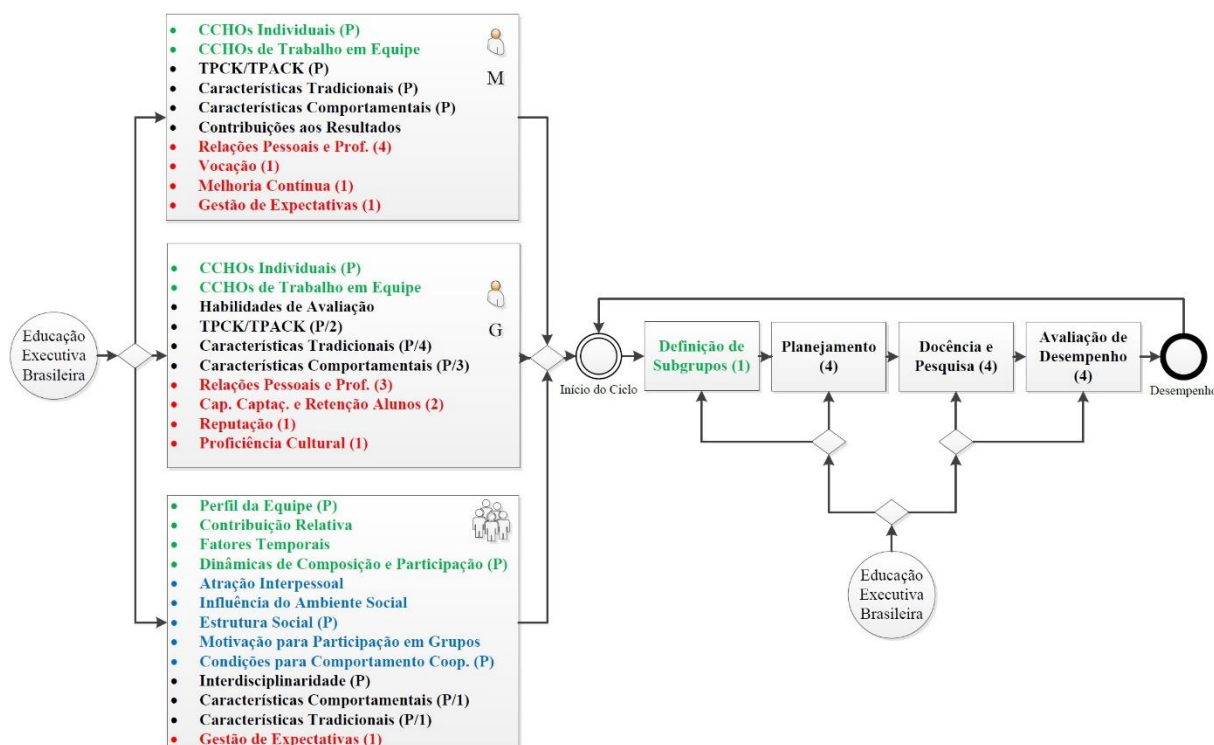 CCHOs Individuais (P)
CCHOs de Trabalho em Equipe
TPCK/TPACK (P)
Características Tradicionais (P)
Características Comportamentais (P)
Contribuições aos Resultados
Relações Pessoais e Prof. (4)
Vocação (1)
Melhoria Contínua (1)
Gestão de Expectativas (1)
M
CCHOs Individuais (P)
CCHOs de Trabalho em Equipe
Habilidades de Avaliação
TPCK/TPACK (P/2)
Características Tradicionais (P/4)
Características Comportamentais (P/3)
Relações Pessoais e Prof. (3)
Cap. Captaç. e Retenção Alunos (2)
Reputação (1)
Proficiência Cultural (1)
G
Educação
Executiva
Brasileira
Perfil da Equipe (P)
Contribuição Relativa
Fatores Temporais
Dinâmicas de Composição e Participação (P)
Atração Interpessoal
Influência do Ambiente Social
Estrutura Social (P)
Motivação para Participação em Grupos
Condições para Comportamento Coop. (P)
Interdisciplinaridade (P)
Características Comportamentais (P/1)
Características Tradicionais (P/1)
Gestão de Expectativas (1)
Início do Ciclo
Definição de
Subgrupos (1)
Planejamento
(4)
Docência e
Pesquisa (4)
Avaliação de
Desempenho
(4)
Desempenho
Educação
Executiva
Brasileira